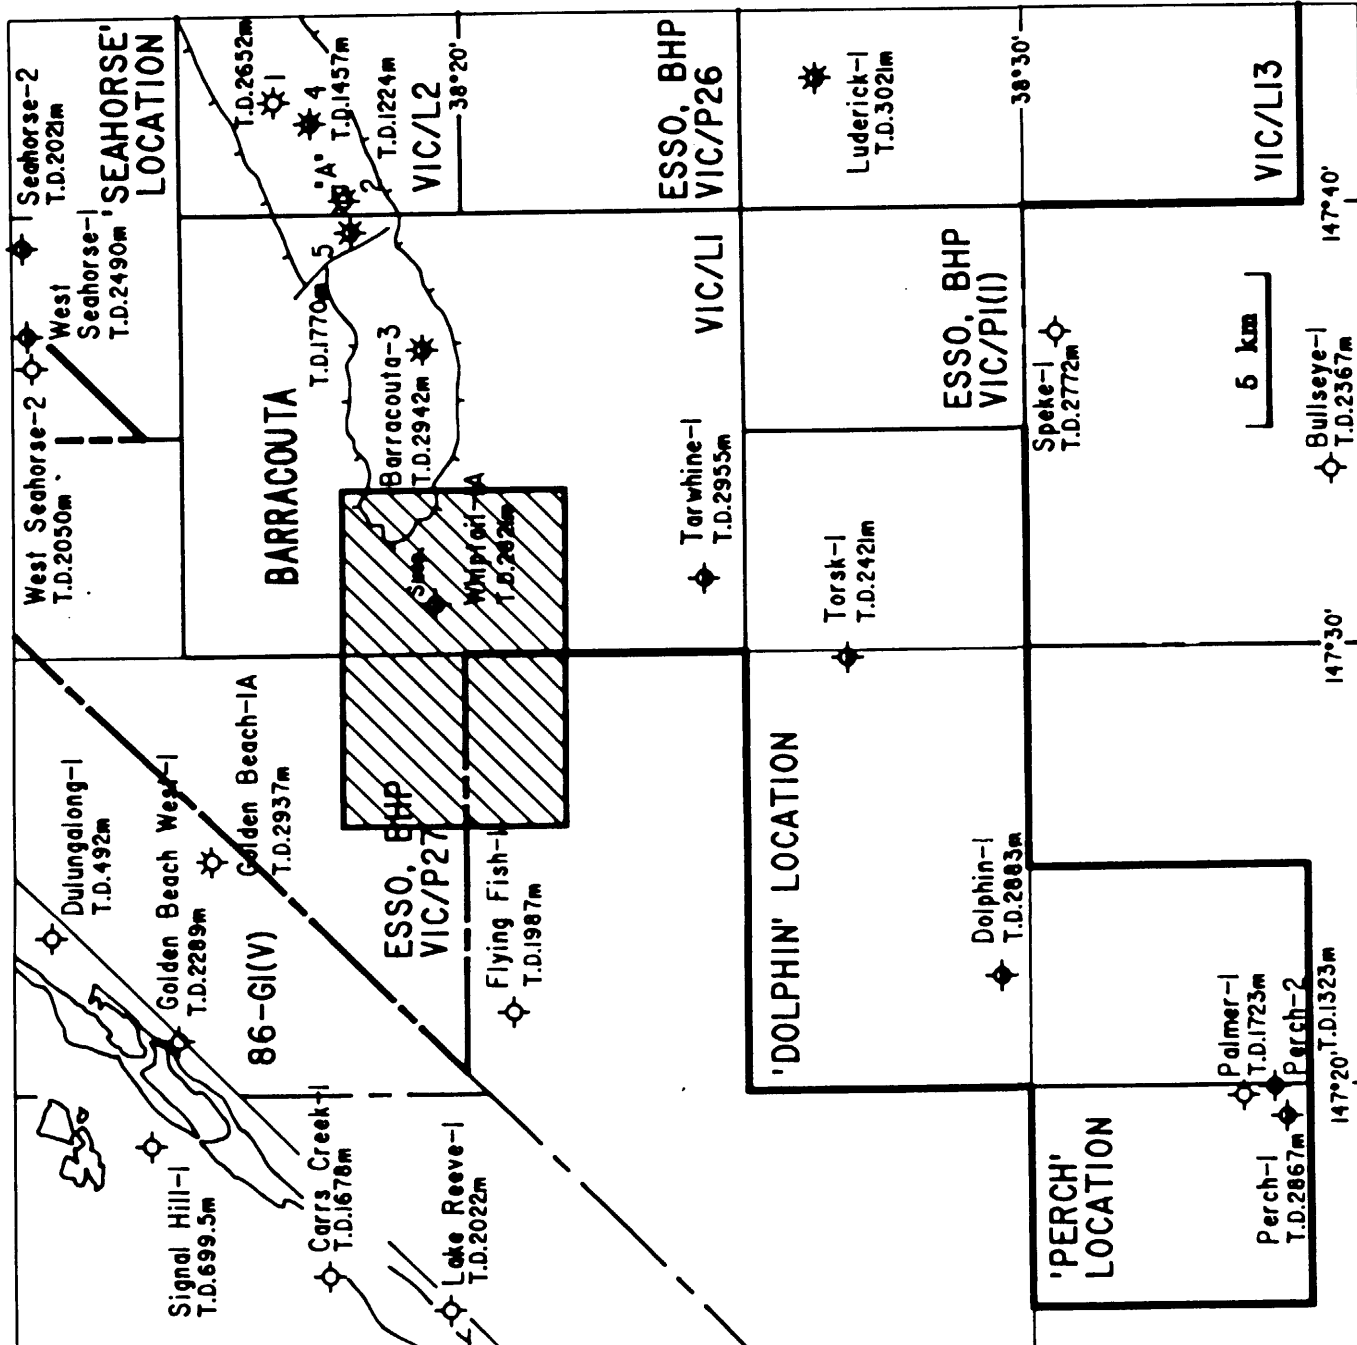 Seahorse-2
T.D.2021m
1
West
Seahorse-1
T.D.2490m
'SEAHORSE'
LOCATION
West Seahorse-2
T.D.2050m
T.D.2652m
1
4
T.D.1457m
"A"
2
T.D.1224m
VIC/L2
38°20'
5
T.D.1770m
BARRACOUTA
Barracouta-3
T.D.2942m
ESSO, BHP
VIC/P26
VIC/L1
Luderick-1
T.D.3021m
38°30'
VIC/L13
147°40'
ESSO, BHP
VIC/P1(1)
Speke-1
T.D.2772m
5 km
Bullseye-1
T.D.2367m
Tarwhine-1
T.D.2955m
Torsk-1
T.D.2421m
147°30'
Dulungalong-1
T.D.492m
Golden Beach West-1
T.D.2289m
Golden Beach-1A
T.D.2937m
86-G1(V)
ESSO, BHP
VIC/P27
Flying Fish-1
T.D.1987m
'DOLPHIN' LOCATION
Dolphin-1
T.D.2883m
Signal Hill-1
T.D.699.5m
Carrs Creek-1
T.D.1678m
Lake Reeve-1
T.D.2022m
'PERCH'
LOCATION
Palmer-1
T.D.1723m
Perch-2
T.D.1323m
Perch-1
T.D.2867m
147°20'